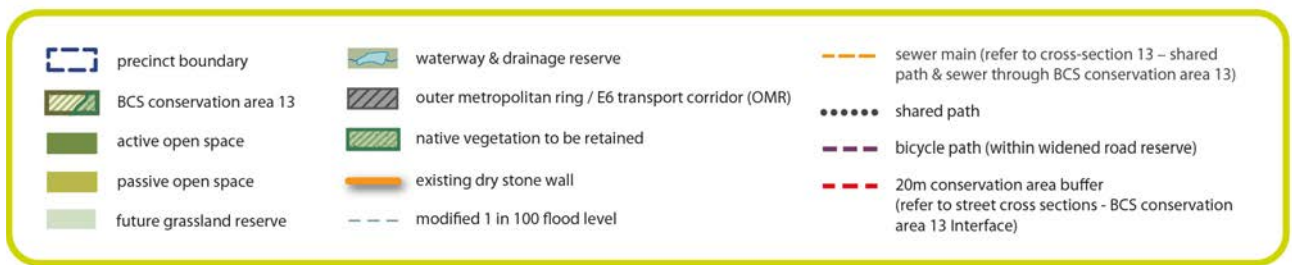 precinct boundary
BCS conservation area 13
active open space
passive open space
future grassland reserve
waterway & drainage reserve
outer metropolitan ring / E6 transport corridor (OMR)
native vegetation to be retained
existing dry stone wall
modified 1 in 100 flood level
sewer main (refer to cross-section 13 – shared
path & sewer through BCS conservation area 13)
shared path
bicycle path (within widened road reserve)
20m conservation area buffer
(refer to street cross sections - BCS conservation
area 13 Interface)